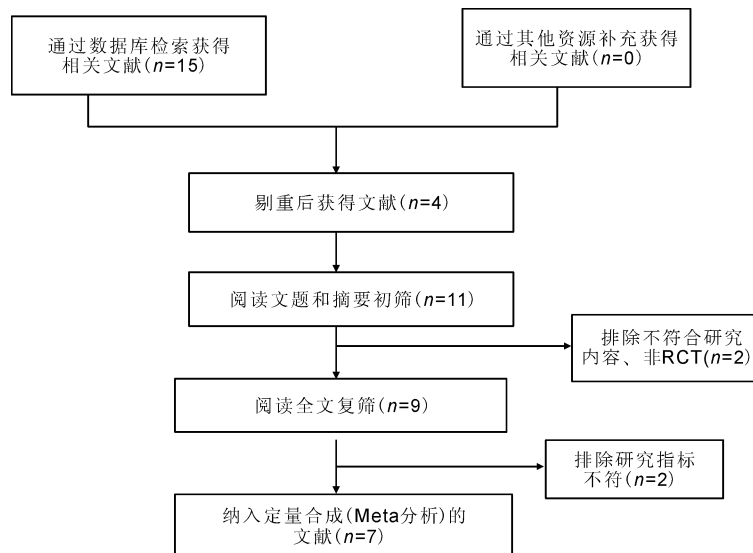 通过数据库检索获得
相关文献(n=15)
通过其他资源补充获得
相关文献(n=0)
剔重后获得文献(n=4)
阅读文题和摘要初筛(n=11)
排除不符合研究
内容、非RCT(n=2)
阅读全文复筛(n=9)
排除研究指标
不符(n=2)
纳入定量合成(Meta分析)的
文献(n=7)